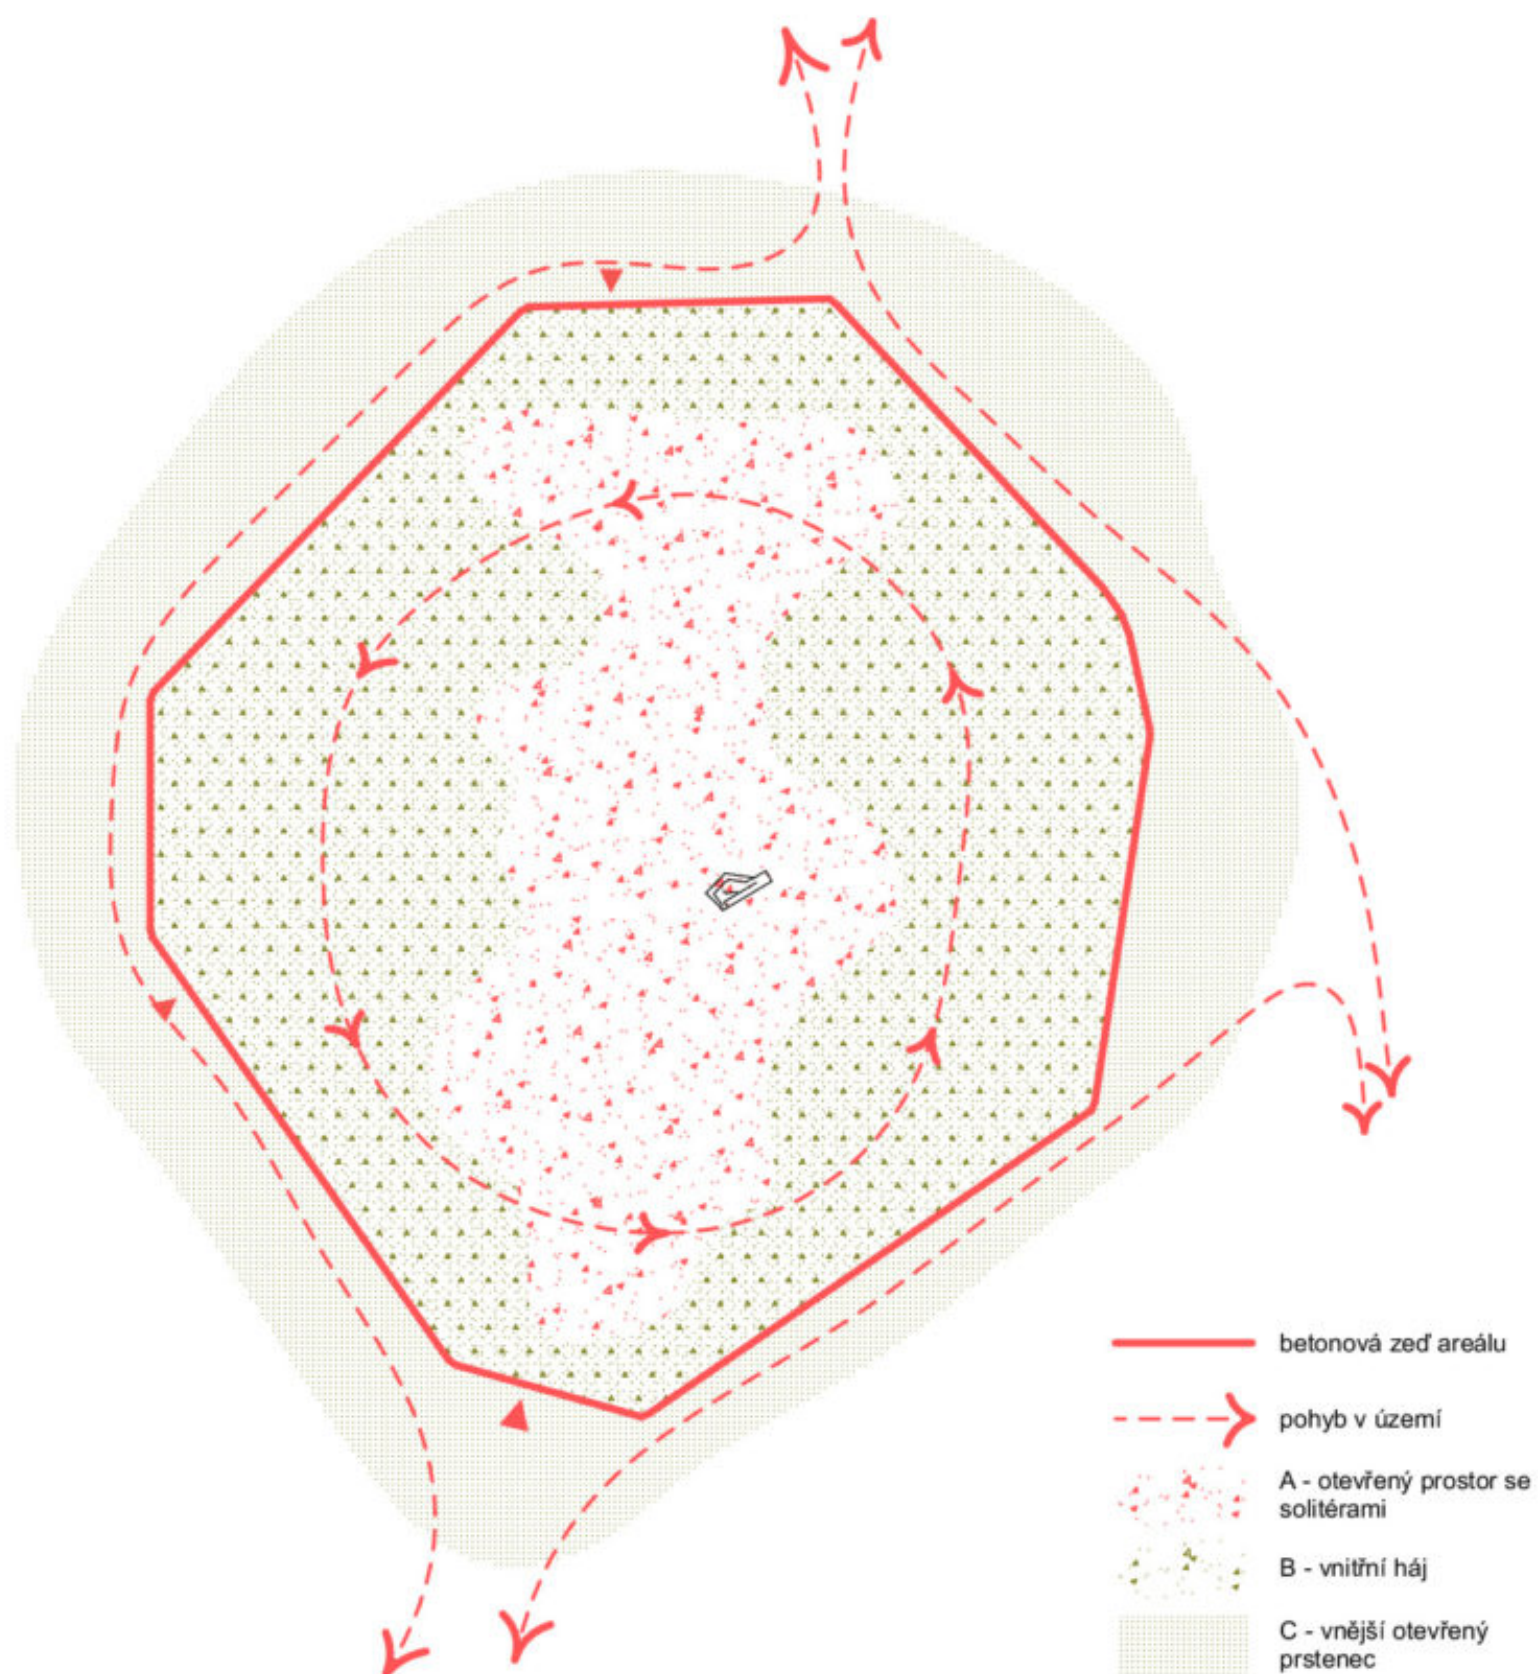 betonová zeď areálu
pohyb v území
A - otevřený prostor se
solitérami
B - vnitřní háj
C - vnější otevřený
prstenec